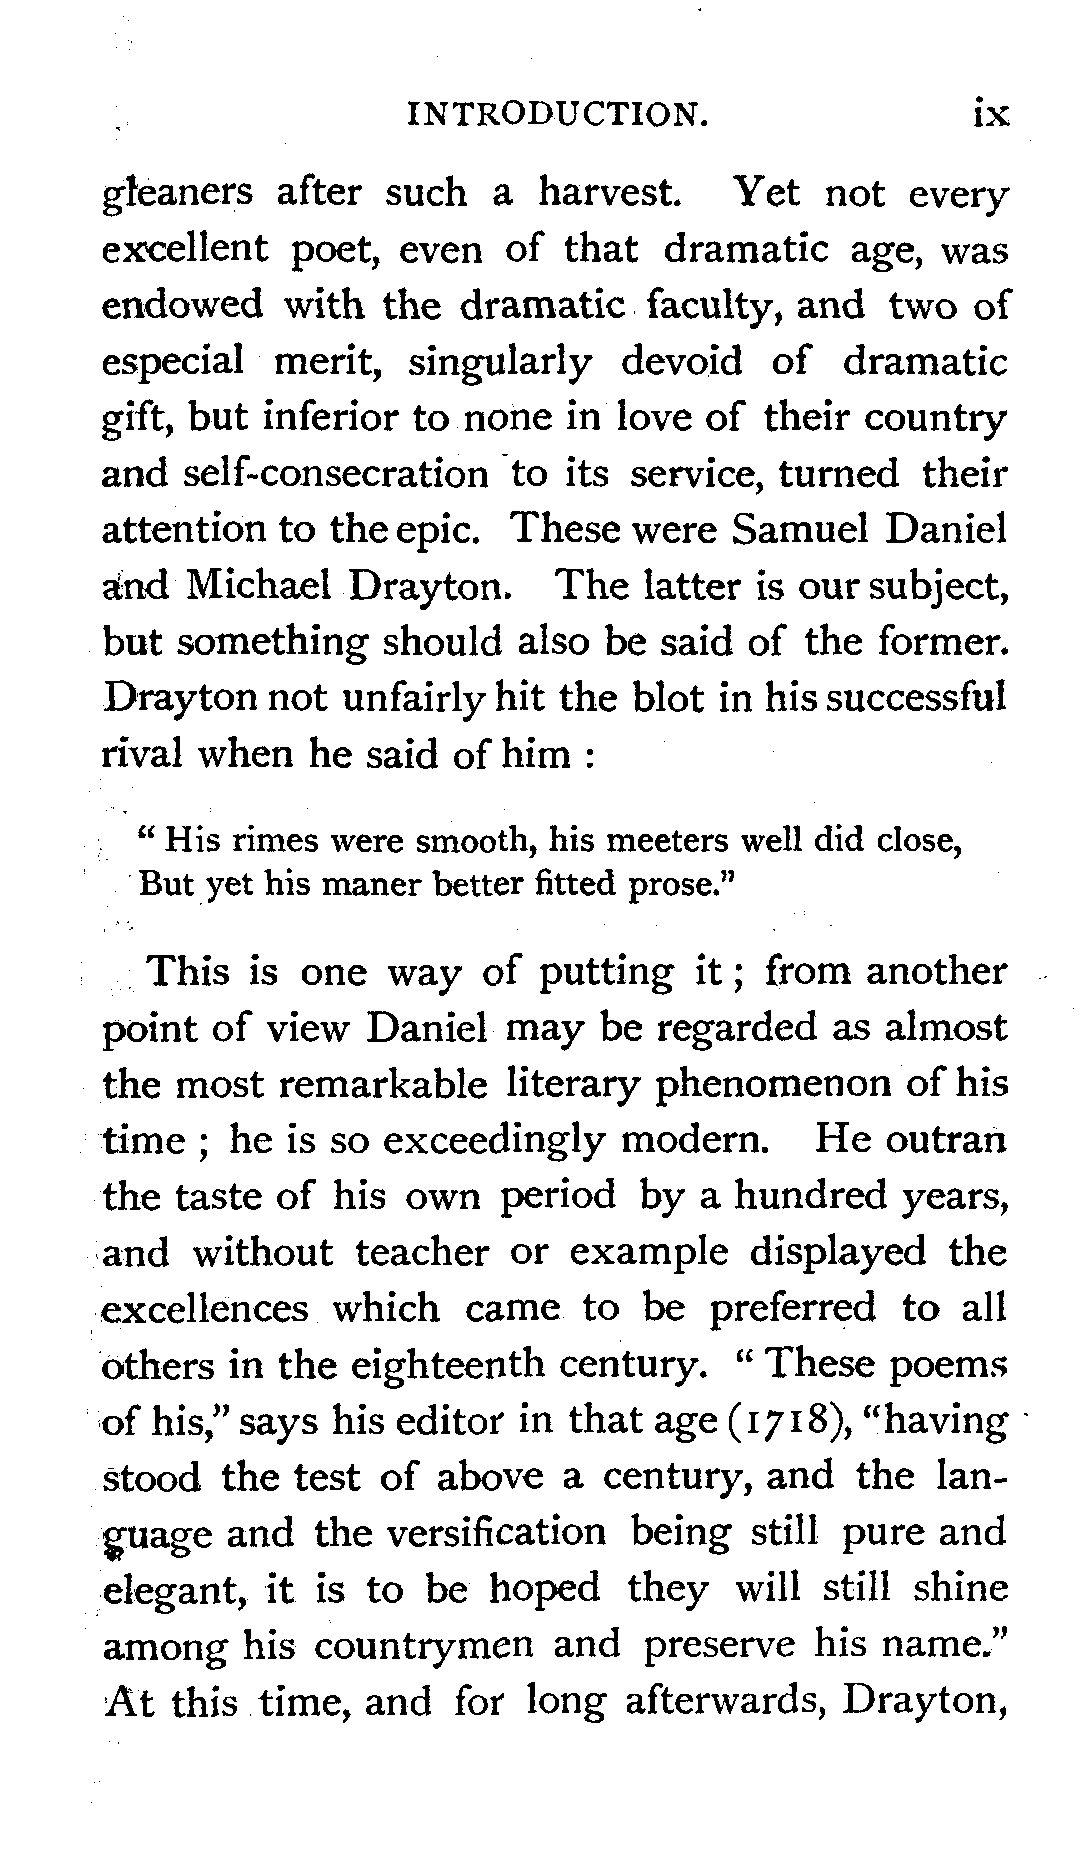 INTRODUCTION. ix
gleaners after such a harvest. Yet not every
excellent poet, even of that dramatic age, was
endowed with the dramatic faculty, and two of
especial merit, singularly devoid of dramatic
gift, but inferior to none in love of their country
and self-consecration to its service, turned their
attention to the epic. These were Samuel Daniel
and Michael Drayton. The latter is our subject,
but something should also be said of the former.
Drayton not unfairly hit the blot in his successful
rival when he said of him :
“ His rimes were smooth, his meeters well did close,
But yet his maner better fitted prose.”
This is one way of putting it ; from another
point of view Daniel may be regarded as almost
the most remarkable literary phenomenon of his
time ; he is so exceedingly modern. He outran
the taste of his own period by a hundred years,
and without teacher or example displayed the
excellences which came to be preferred to all
others in the eighteenth century. “ These poems
of his,” says his editor in that age (1718), “having
stood the test of above a century, and the lan-
guage and the versification being still pure and
elegant, it is to be hoped they will still shine
among his countrymen and preserve his name.”
At this time, and for long afterwards, Drayton,